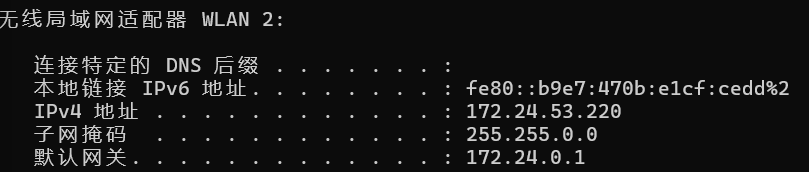 无线局域网适配器 WLAN 2:
连接特定的 DNS 后缀 . . . . . . . :
本地链接 IPv6 地址. . . . . . . . : fe80::b9e7:470b:e1cf:cedd%2
IPv4 地址 . . . . . . . . . . . . : 172.24.53.220
子网掩码 . . . . . . . . . . . . : 255.255.0.0
默认网关. . . . . . . . . . . . . : 172.24.0.1